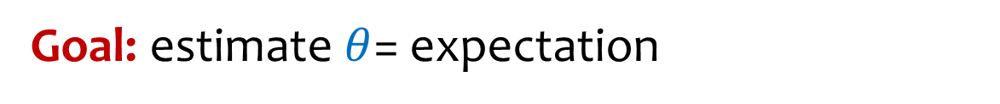 Goal: estimate θ= expectation